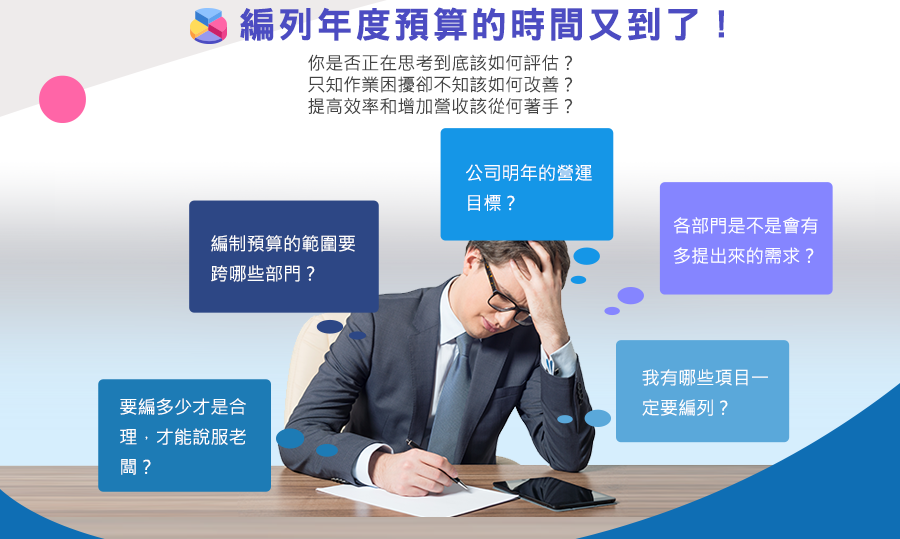 編列年度預算的時間又到了！
你是否正在思考到底該如何評估？
只知作業困擾卻不知該如何改善？
提高效率和增加營收該從何著手？
公司明年的營運
目標？
各部門是不是會有
多提出來的需求？
編制預算的範圍要
跨哪些部門？
我有哪些項目一
定要編列？
要編多少才是合
理，才能說服老
闆？